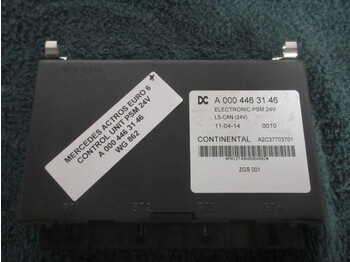 MERCEDES ACTROS EURO 6
CONTROL UNIT PSM 24V
A 000 446 31 46
WG 862
DC A 000 446 31 46
ELECTRONIC PSM 24V
LS-CAN (24V)
11-04-14 0010
CONTINENTAL A2C37703701
ZGS 001